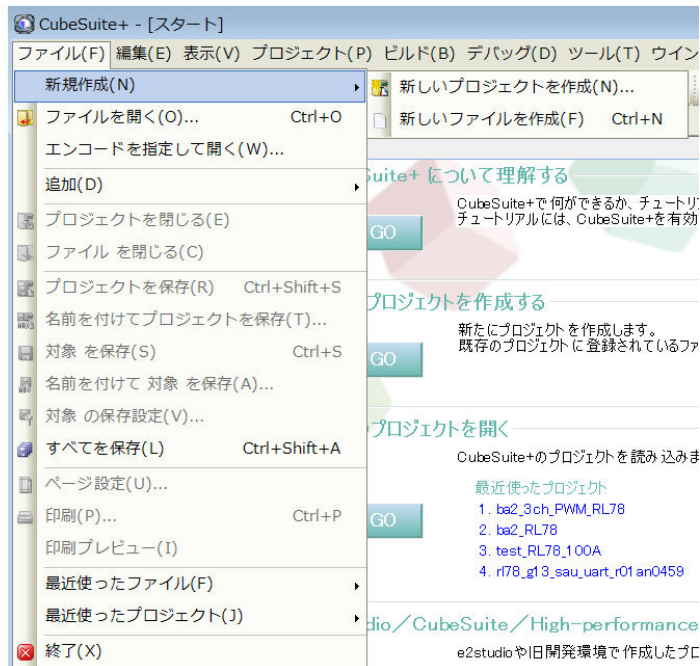 CubeSuite+ - [スタート]
ファイル(F) 編集(E) 表示(V) プロジェクト(P) ビルド(B) デバッグ(D) ツール(T) ウイン
新規作成(N)
新しいプロジェクトを作成(N)...
新しいファイルを作成(F) Ctrl+N
ファイルを開く(O)... Ctrl+O
エンコードを指定して開く(W)...
追加(D)
プロジェクトを閉じる(E)
ファイル を閉じる(C)
プロジェクトを保存(R) Ctrl+Shift+S
名前を付けてプロジェクトを保存(T)...
対象 を保存(S) Ctrl+S
名前を付けて 対象 を保存(A)...
対象 の保存設定(V)...
すべてを保存(L) Ctrl+Shift+A
ページ設定(U)...
印刷(P)... Ctrl+P
印刷プレビュー(I)
最近使ったファイル(F)
最近使ったプロジェクト(J)
終了(X)
Suite+ について理解する
CubeSuite+で何ができるか、チュートリ
チュートリアルには、CubeSuite+を有効
GO
プロジェクトを作成する
新たにプロジェクトを作成します。
既存のプロジェクトに登録されているファ
GO
のプロジェクトを開く
CubeSuite+のプロジェクトを読み込みま
最近使ったプロジェクト
GO
1. ba2_3ch_PWM_RL78
2. ba2_RL78
3. test_RL78_100A
4. rl78_g13_sau_uart_r01an0459
dio／CubeSuite／High-performance
e2studioや旧開発環境で作成したプロ